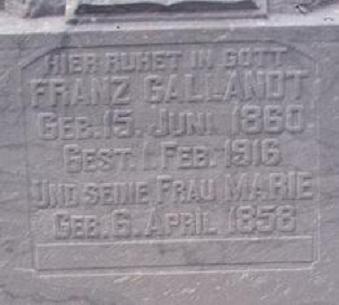 HIER RUHET IN GOTT
FRANZ GALLANDT
GEB. 15. JUNI 1860
GEST. 1. FEB. 1916
UND SEINE FRAU MARIE
GEB. 6. APRIL 1858